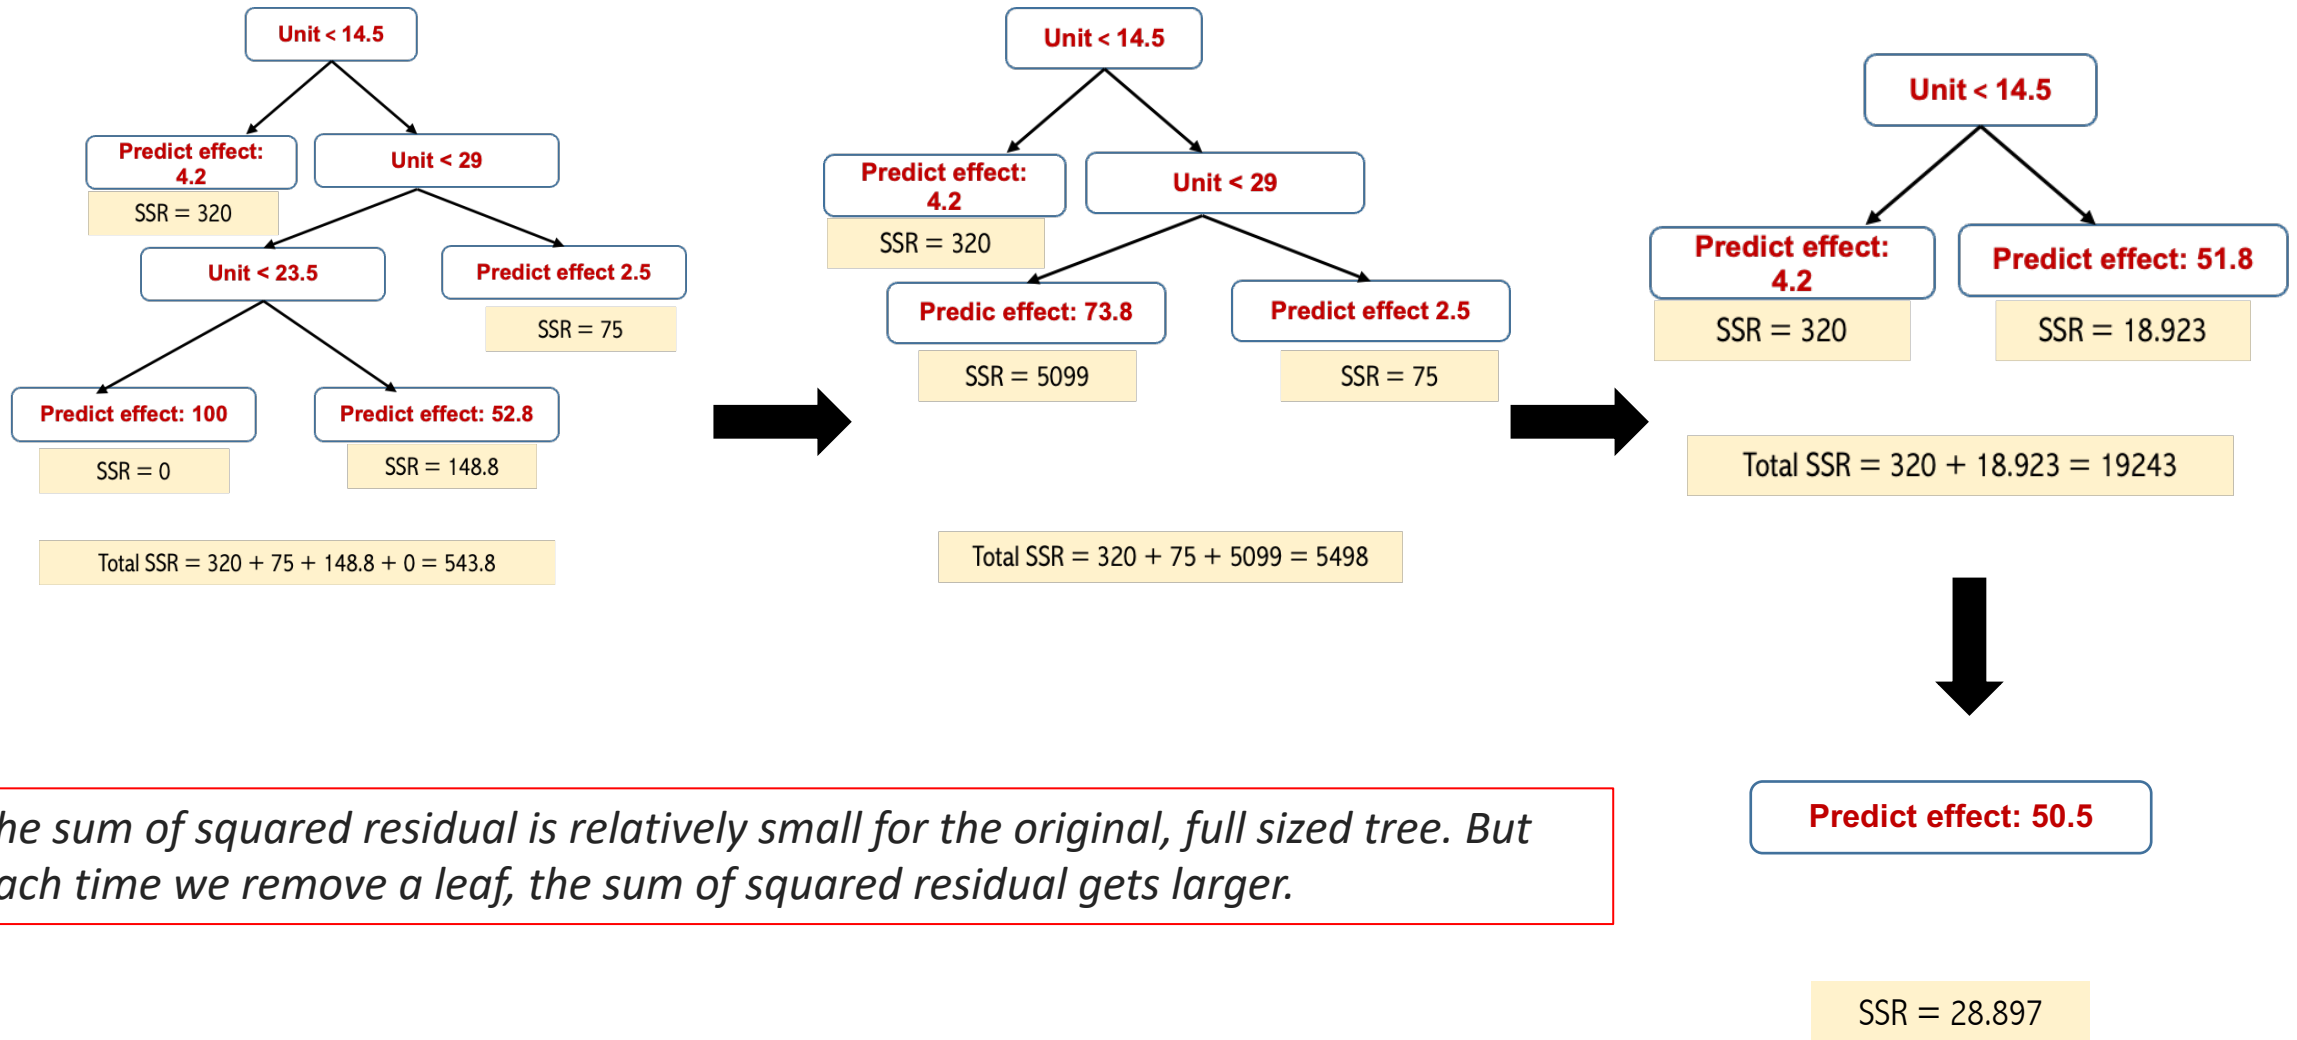 Unit < 14.5
Predict effect:
4.2
SSR = 320
Unit < 29
Unit < 23.5
Predict effect 2.5
SSR = 75
Predict effect: 100
SSR = 0
Predict effect: 52.8
SSR = 148.8
Total SSR = 320 + 75 + 148.8 + 0 = 543.8
Unit < 14.5
Predict effect:
4.2
SSR = 320
Unit < 29
Predic effect: 73.8
SSR = 5099
Predict effect 2.5
SSR = 75
Total SSR = 320 + 75 + 5099 = 5498
Unit < 14.5
Predict effect:
4.2
SSR = 320
Predict effect: 51.8
SSR = 18.923
Total SSR = 320 + 18.923 = 19243
Predict effect: 50.5
SSR = 28.897
he sum of squared residual is relatively small for the original, full sized tree. But
ach time we remove a leaf, the sum of squared residual gets larger.